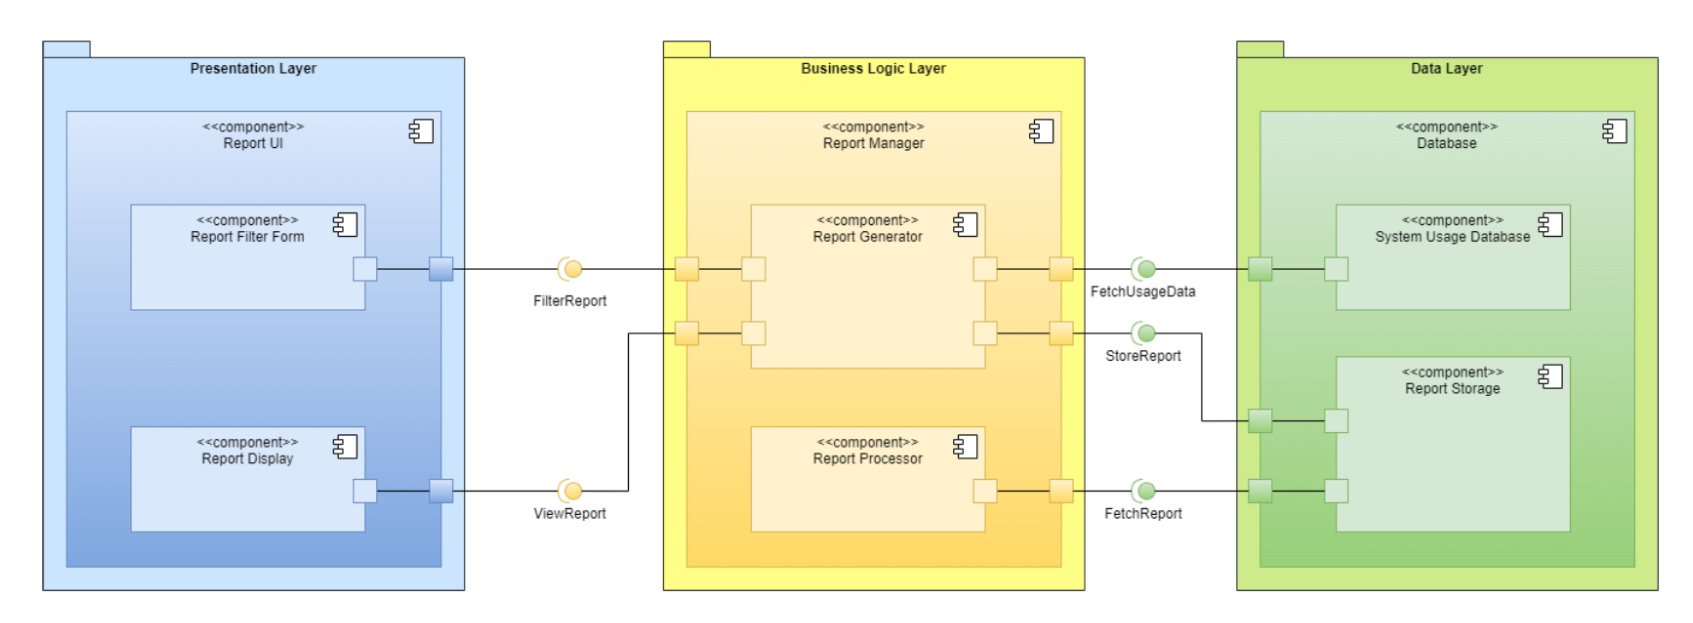 Presentation Layer
<<component>>
Report UI
<<component>>
Report Filter Form
<<component>>
Report Display
FilterReport
ViewReport
Business Logic Layer
<<component>>
Report Manager
<<component>>
Report Generator
<<component>>
Report Processor
FetchUsageData
StoreReport
FetchReport
Data Layer
<<component>>
Database
<<component>>
System Usage Database
<<component>>
Report Storage